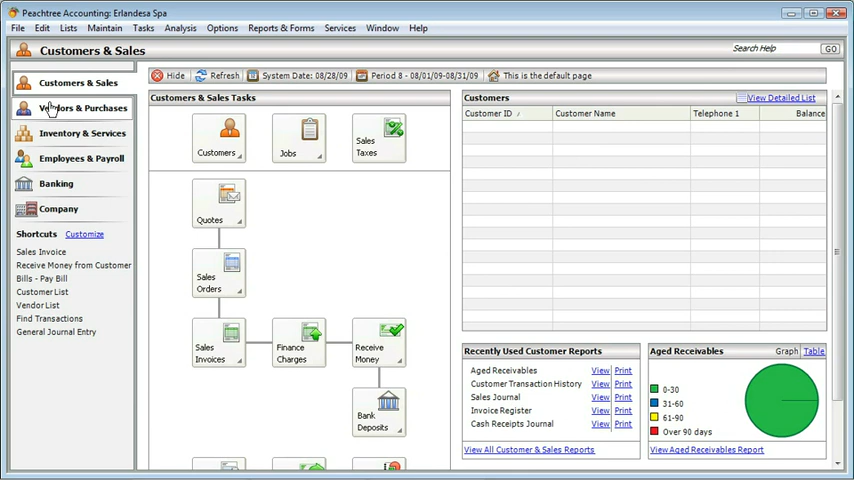 Peachtree Accounting: Erlandesa Spa
File Edit Lists Maintain Tasks Analysis Options Reports & Forms Services Window Help
Customers & Sales
Search Help GO
Customers & Sales
Vendors & Purchases
Inventory & Services
Employees & Payroll
Banking
Company
Shortcuts Customize
Sales Invoice
Receive Money from Customer
Bills - Pay Bill
Customer List
Vendor List
Find Transactions
General Journal Entry
Hide Refresh System Date: 08/28/09 Period 8 - 08/01/09-08/31/09 This is the default page
Customers & Sales Tasks
Customers
Jobs
Sales
Taxes
Quotes
Sales
Orders
Sales
Invoices
Finance
Charges
Receive
Money
Bank
Deposits
Customers View Detailed List
Customer ID Customer Name Telephone 1 Balance
Recently Used Customer Reports
Aged Receivables View Print
Customer Transaction History View Print
Sales Journal View Print
Invoice Register View Print
Cash Receipts Journal View Print
View All Customer & Sales Reports
Aged Receivables Graph Table
0-30
31-60
61-90
Over 90 days
View Aged Receivables Report